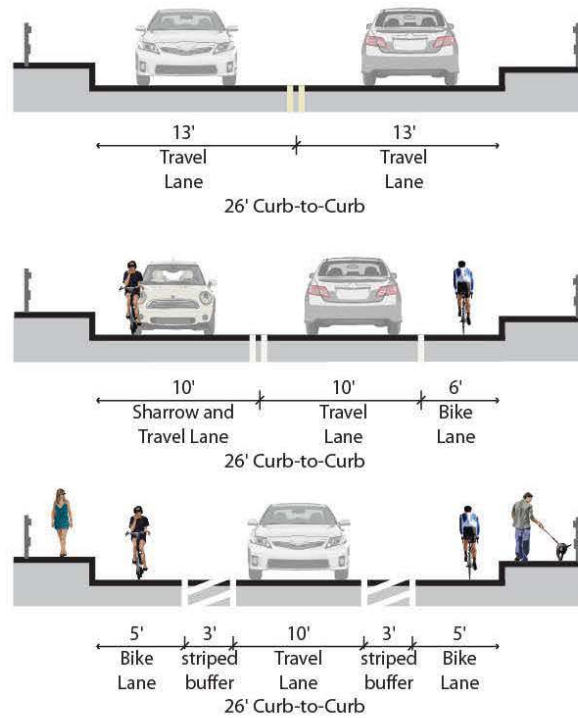 13' 13'
Travel Travel
Lane Lane
26' Curb-to-Curb
10' 10' 6'
Sharrow and Travel Bike
Travel Lane Lane Lane
26' Curb-to-Curb
5' 3' 10' 3' 5'
Bike striped Travel striped Bike
Lane buffer Lane buffer Lane
26' Curb-to-Curb